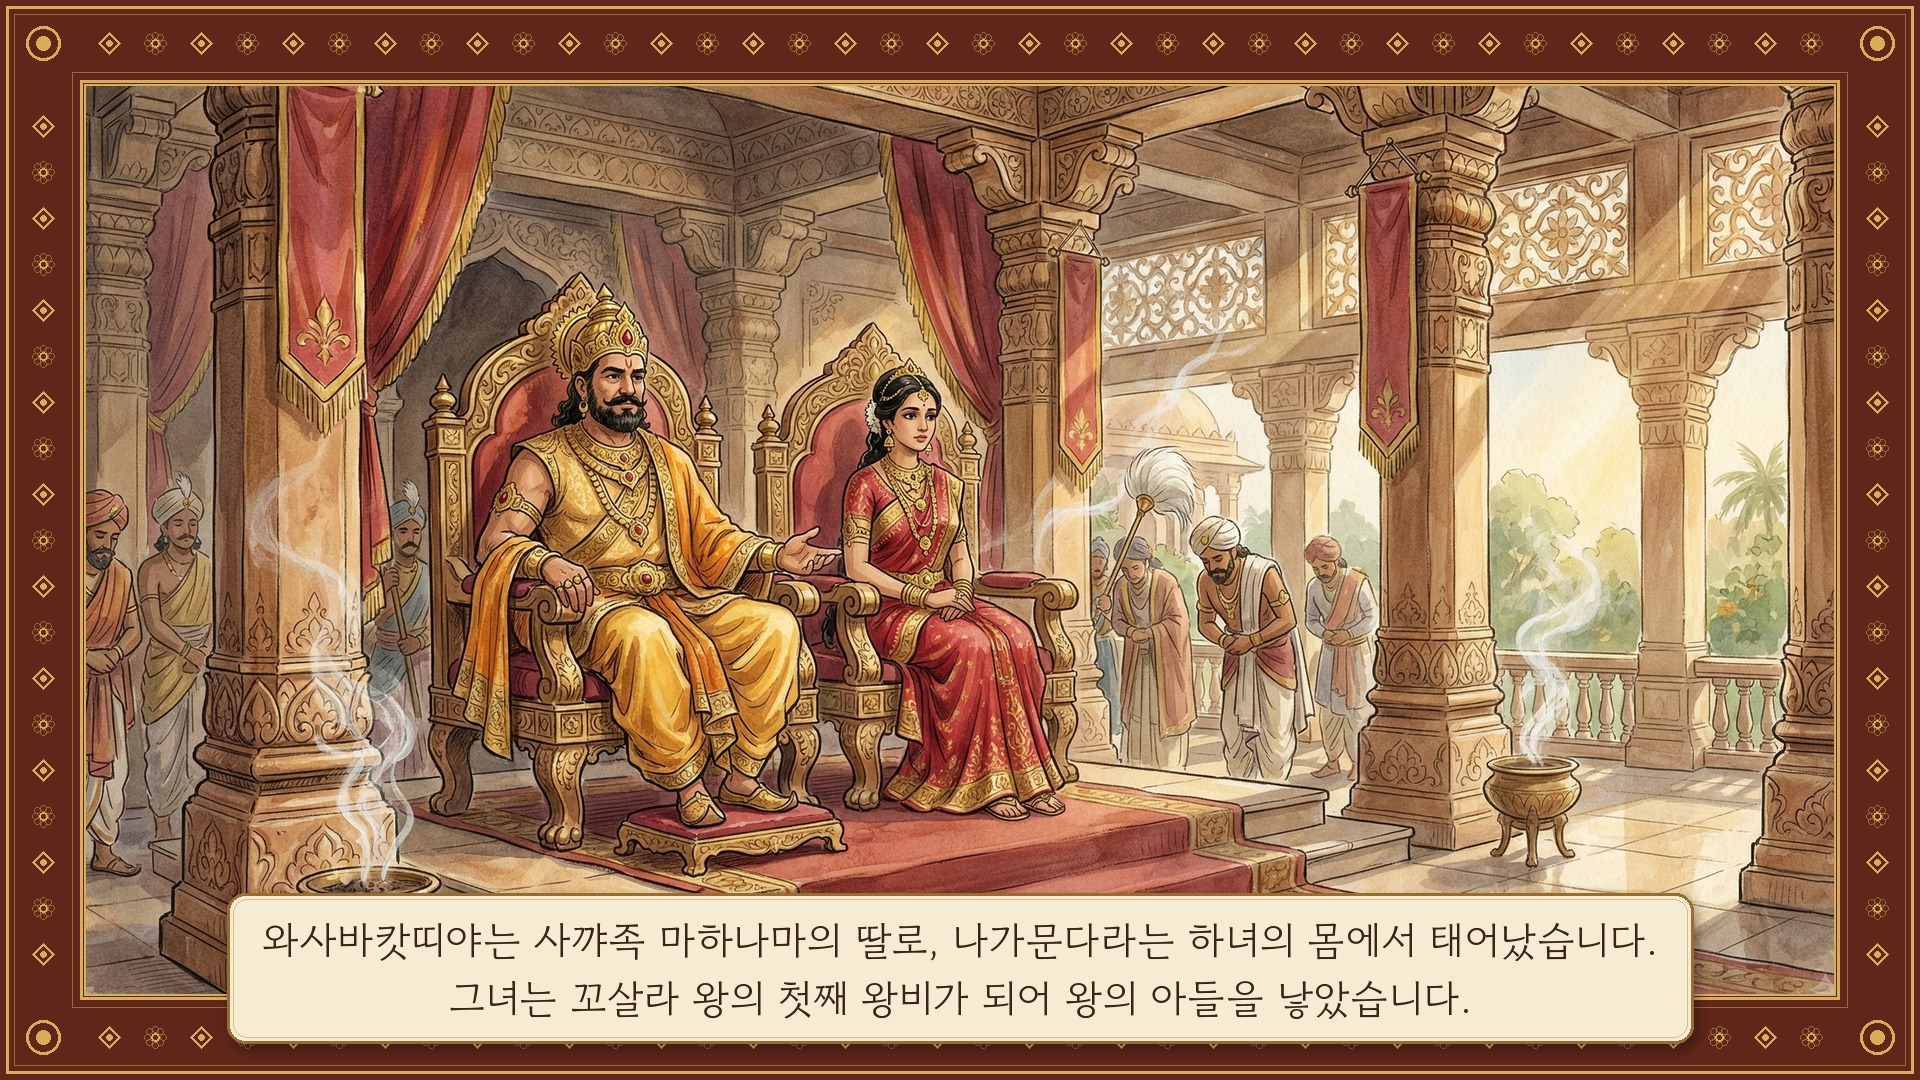 와사바캇띠야는 사꺄족 마하나마의 딸로, 나가문다라는 하녀의 몸에서 태어났습니다.
그녀는 꼬살라 왕의 첫째 왕비가 되어 왕의 아들을 낳았습니다.